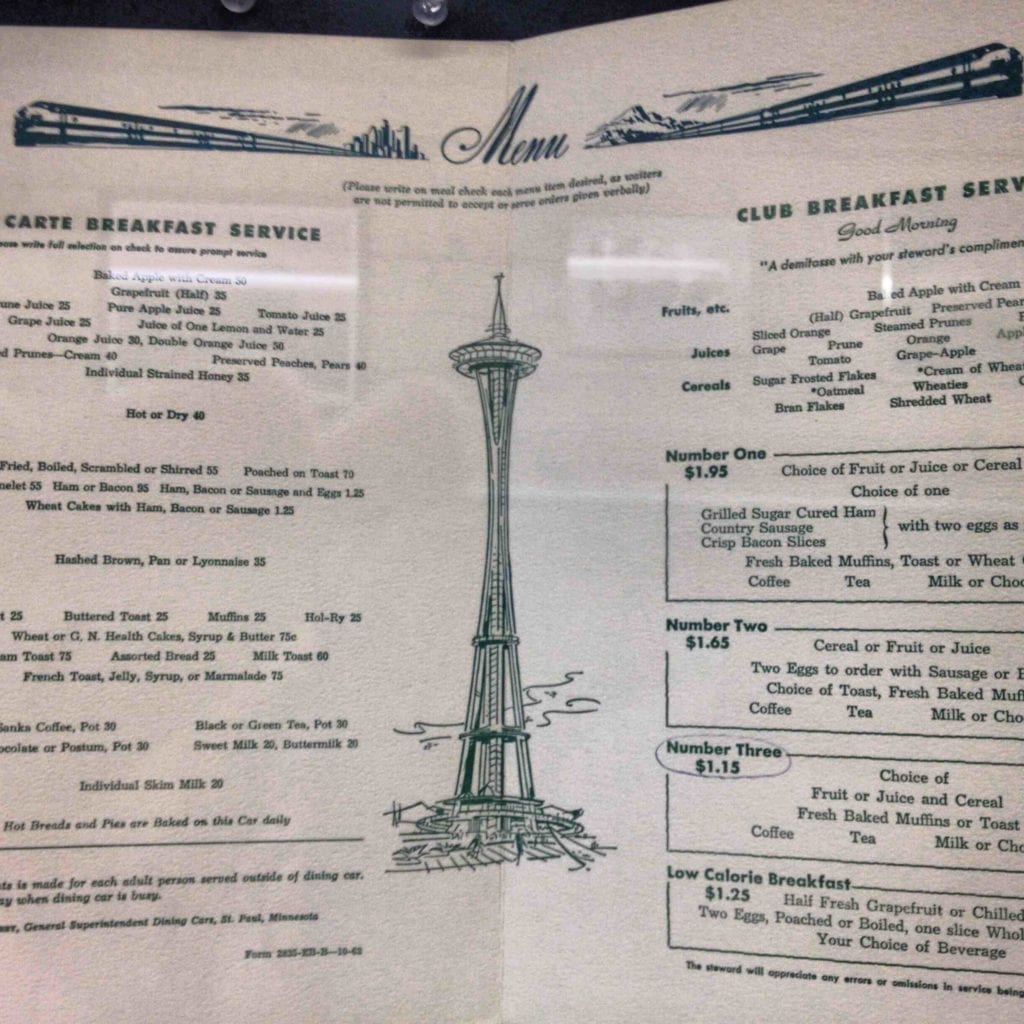 Menu
(Please write on meal check each menu item desired, as waiters
are not permitted to accept or serve orders given verbally)
CARTE BREAKFAST SERVICE
write full selection on check to assure prompt service
Baked Apple with Cream 50
Grapefruit (Half) 35
Juice 25 Pure Apple Juice 25 Tomato Juice 25
Grape Juice 25 Juice of One Lemon and Water 25
Orange Juice 30, Double Orange Juice 50
Prunes—Cream 40 Preserved Peaches, Pears 40
Individual Strained Honey 35
Hot or Dry 40
Fried, Boiled, Scrambled or Shirred 55 Poached on Toast 70
55 Ham or Bacon 95 Ham, Bacon or Sausage and Eggs 1.25
Wheat Cakes with Ham, Bacon or Sausage 1.25
Hashed Brown, Pan or Lyonnaise 35
25 Buttered Toast 25 Muffins 25 Hol-Ry 25
Wheat or G. N. Health Cakes, Syrup & Butter 75c
Toast 75 Assorted Bread 25 Milk Toast 60
French Toast, Jelly, Syrup, or Marmalade 75
Sanka Coffee, Pot 30 Black or Green Tea, Pot 30
or Postum, Pot 30 Sweet Milk 20, Buttermilk 20
Individual Skim Milk 20
Hot Breads and Pies are Baked on this Car daily
is made for each adult person served outside of dining car.
when dining car is busy.
General Superintendent Dining Cars, St. Paul, Minnesota
Form 2835-EB-B—10-62
CLUB BREAKFAST SERV
Good Morning
"A demitasse with your steward's complimen
Fruits, etc. Baked Apple with Cream
(Half) Grapefruit Preserved
Sliced Orange Steamed Prunes
Juices Grape Prune Orange
Tomato Grape-Apple
Cereals Sugar Frosted Flakes *Cream of Wheat
*Oatmeal Wheaties
Bran Flakes Shredded Wheat
Number One
$1.95 Choice of Fruit or Juice or Cereal
Choice of one
Grilled Sugar Cured Ham
Country Sausage with two eggs as
Crisp Bacon Slices
Fresh Baked Muffins, Toast or Wheat
Coffee Tea Milk or Cho
Number Two
$1.65 Cereal or Fruit or Juice
Two Eggs to order with Sausage or
Choice of Toast, Fresh Baked Muff
Coffee Tea Milk or Cho
Number Three
$1.15 Choice of
Fruit or Juice and Cereal
Fresh Baked Muffins or Toast
Coffee Tea Milk or Cho
Low Calorie Breakfast
$1.25 Half Fresh Grapefruit or Chilled
Two Eggs, Poached or Boiled, one slice Whol
Your Choice of Beverage
The steward will appreciate any errors or omissions in service being